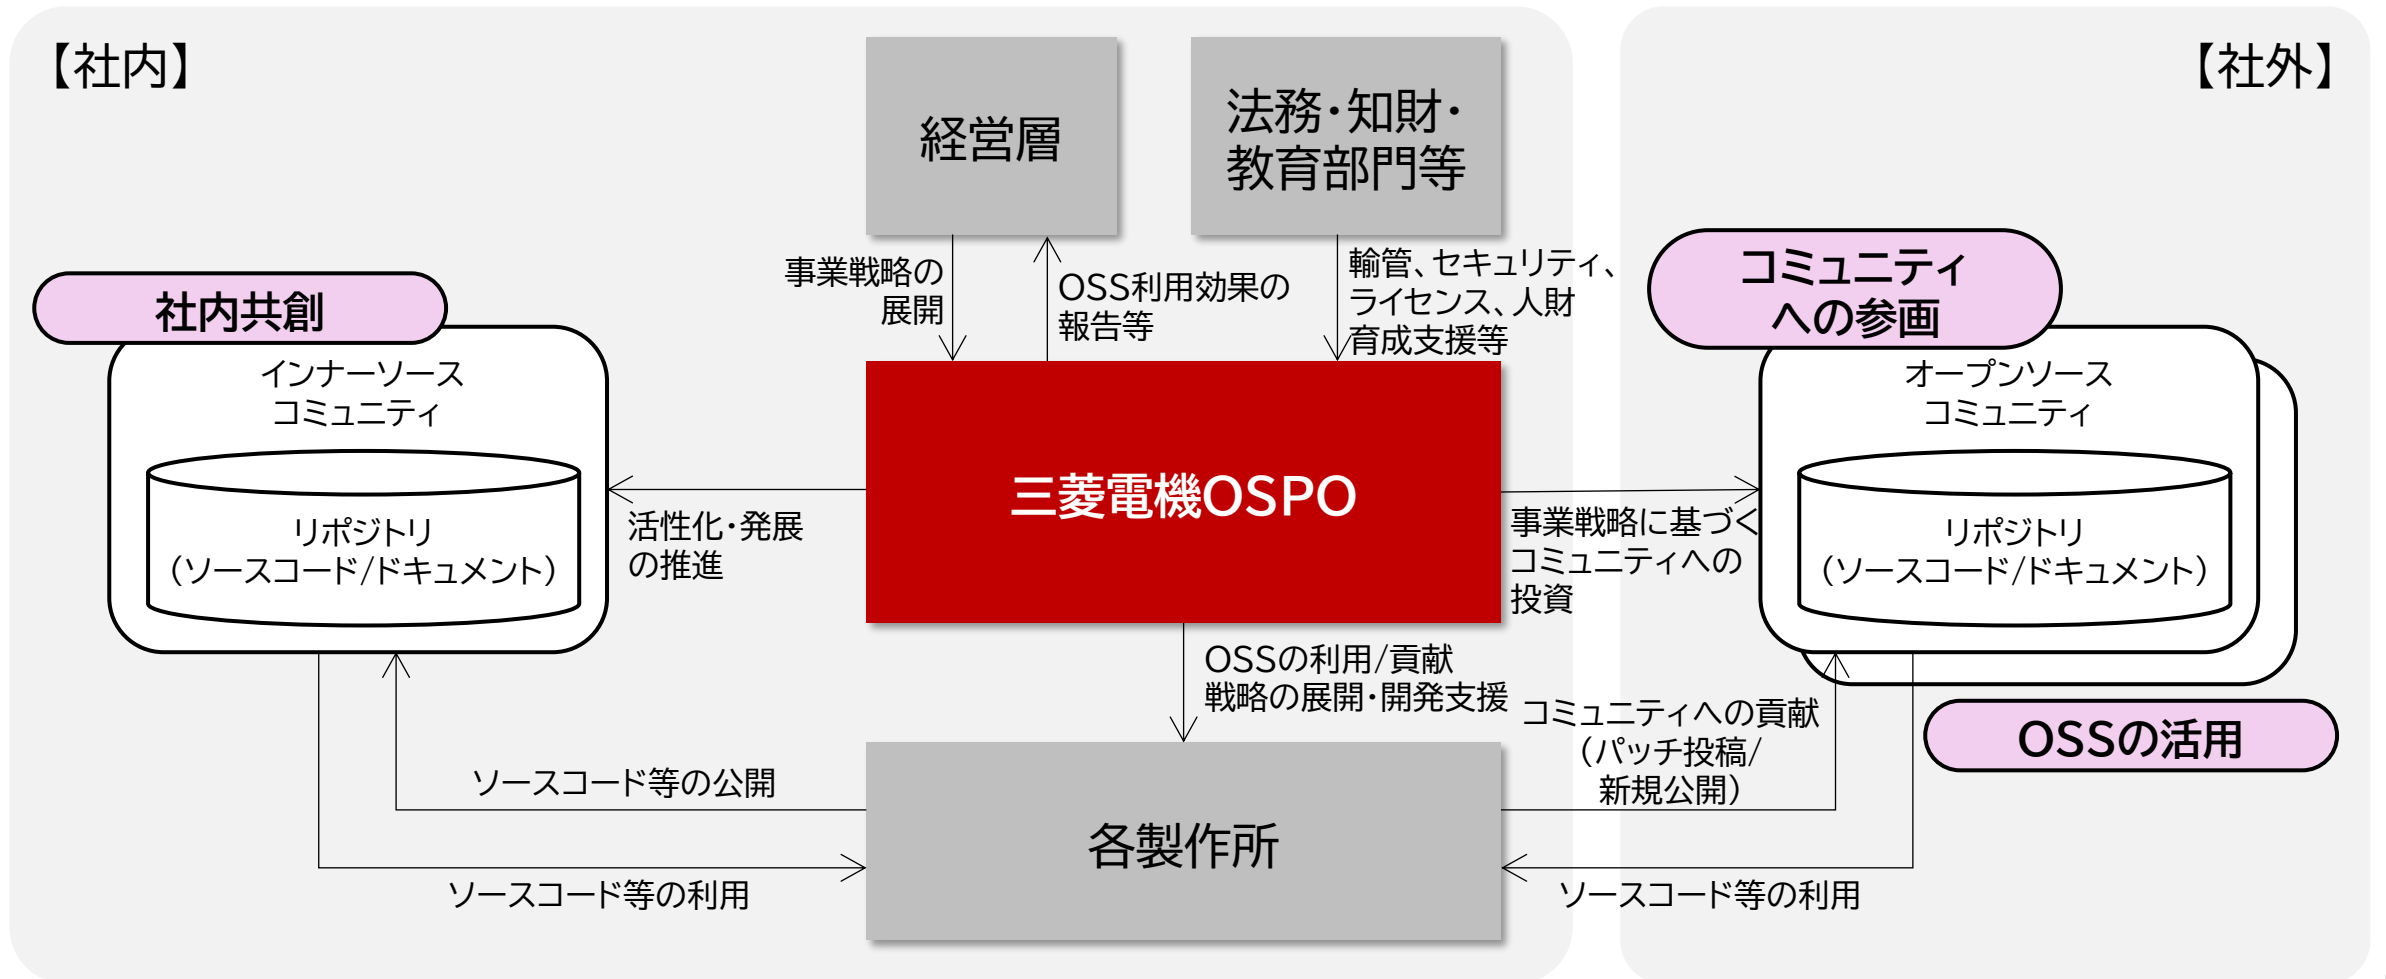 【社内】
【社外】
経営層
法務・知財・
教育部門等
事業戦略の
展開
OSS利用効果の
報告等
輸管、セキュリティ、
ライセンス、人財
育成支援等
社内共創
インナーソース
コミュニティ
リポジトリ
（ソースコード/ドキュメント）
コミュニティ
への参画
オープンソース
コミュニティ
リポジトリ
（ソースコード/ドキュメント）
三菱電機OSPO
活性化・発展
の推進
事業戦略に基づく
コミュニティへの
投資
OSSの利用/貢献
戦略の展開・開発支援
コミュニティへの貢献
（パッチ投稿/
新規公開）
OSSの活用
ソースコード等の公開
各製作所
ソースコード等の利用
ソースコード等の利用